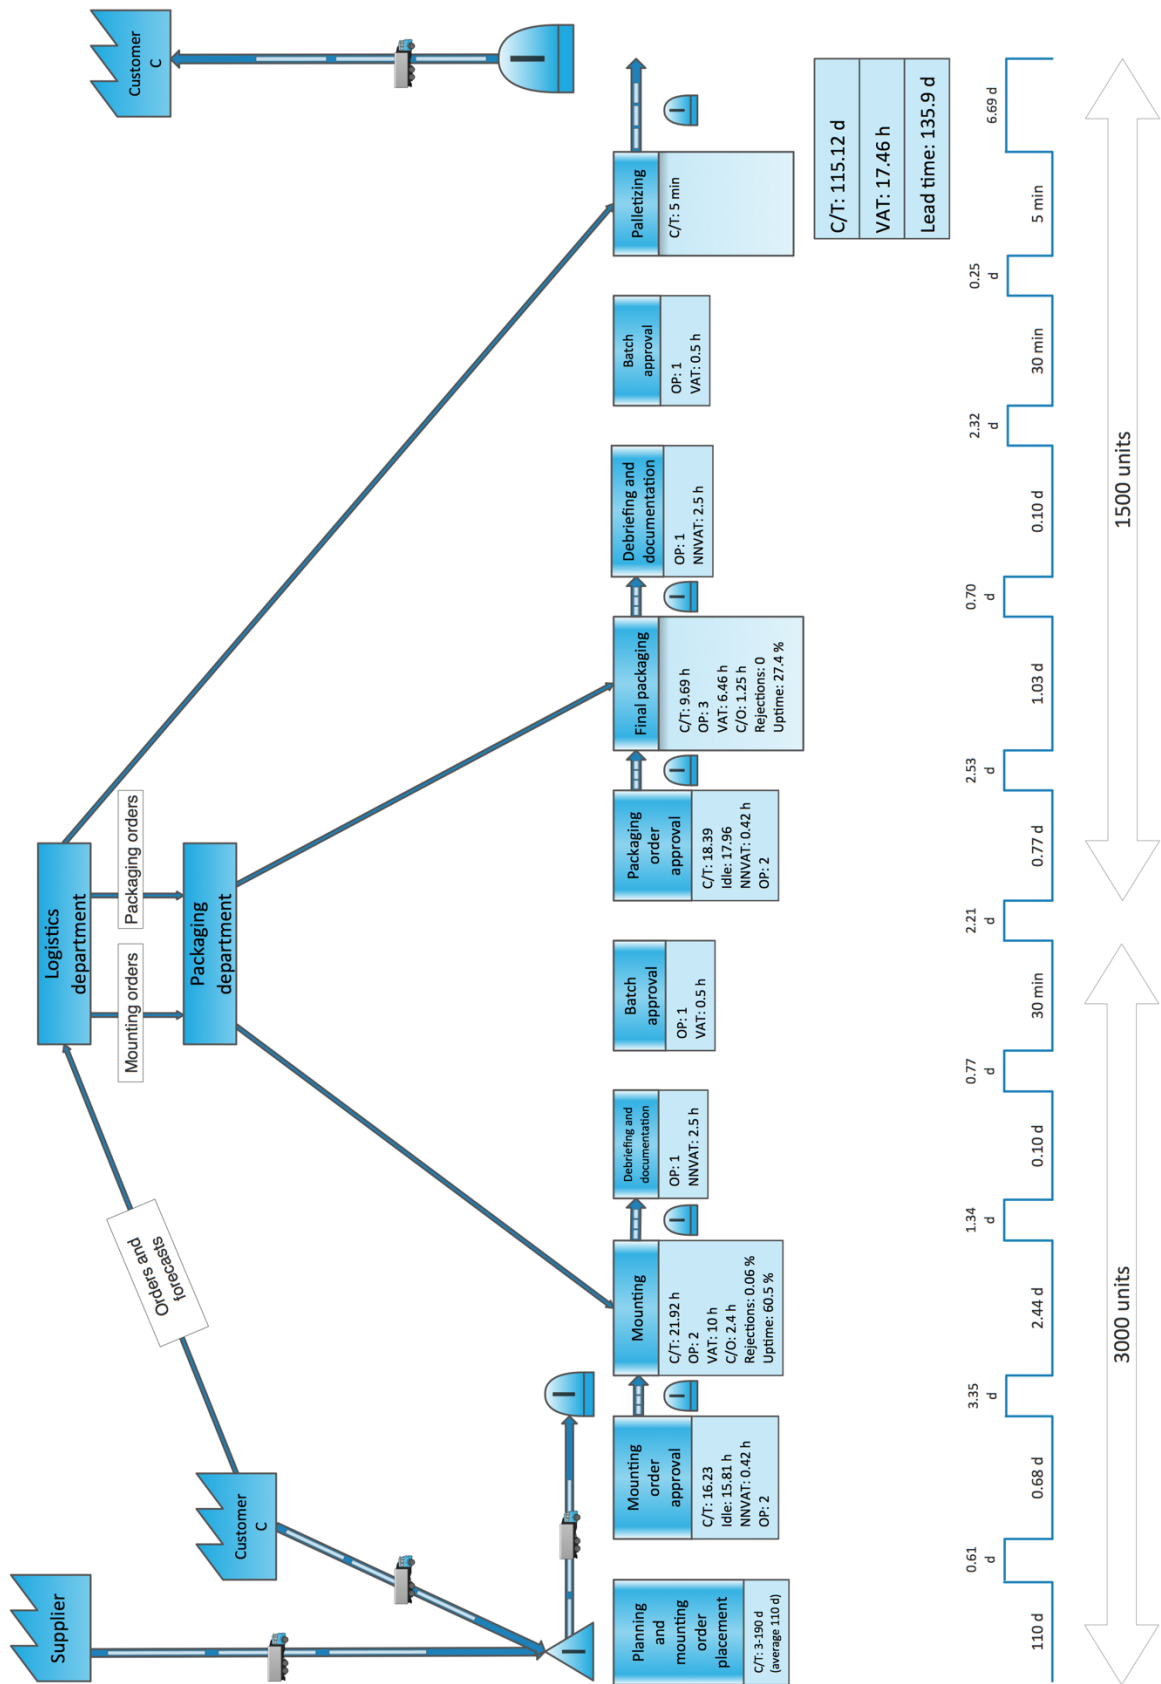 Supplier
Customer
C
Orders and
forecasts
Logistics
department
Mounting orders
Packaging orders
Packaging
department
Customer
C
I
I
I
Planning
and
mounting
order
placement
C/T: 3-190 d
(average 110 d)
Mounting
order
approval
C/T: 16.23
Idle: 15.81 h
NNVAT: 0.42 h
OP: 2
I
Mounting
C/T: 21.92 h
OP: 2
VAT: 10 h
C/O: 2.4 h
Rejections: 0.06 %
Uptime: 60.5 %
I
Debriefing and
documentation
OP: 1
NNVAT: 2.5 h
Batch
approval
OP: 1
VAT: 0.5 h
Packaging
order
approval
C/T: 18.39
Idle: 17.96
NNVAT: 0.42 h
OP: 2
I
Final packaging
C/T: 9.69 h
OP: 3
VAT: 6.46 h
C/O: 1.25 h
Rejections: 0
Uptime: 27.4 %
I
Debriefing and
documentation
OP: 1
NNVAT: 2.5 h
Batch
approval
OP: 1
VAT: 0.5 h
Palletizing
C/T: 5 min
I
C/T: 115.12 d
VAT: 17.46 h
Lead time: 135.9 d
110 d
0.61
d
0.68 d
3.35
d
2.44 d
1.34
d
0.10 d
0.77
d
30 min
2.21
d
0.77 d
2.53
d
1.03 d
0.70
d
0.10 d
2.32
d
30 min
0.25
d
5 min
6.69 d
3000 units
1500 units